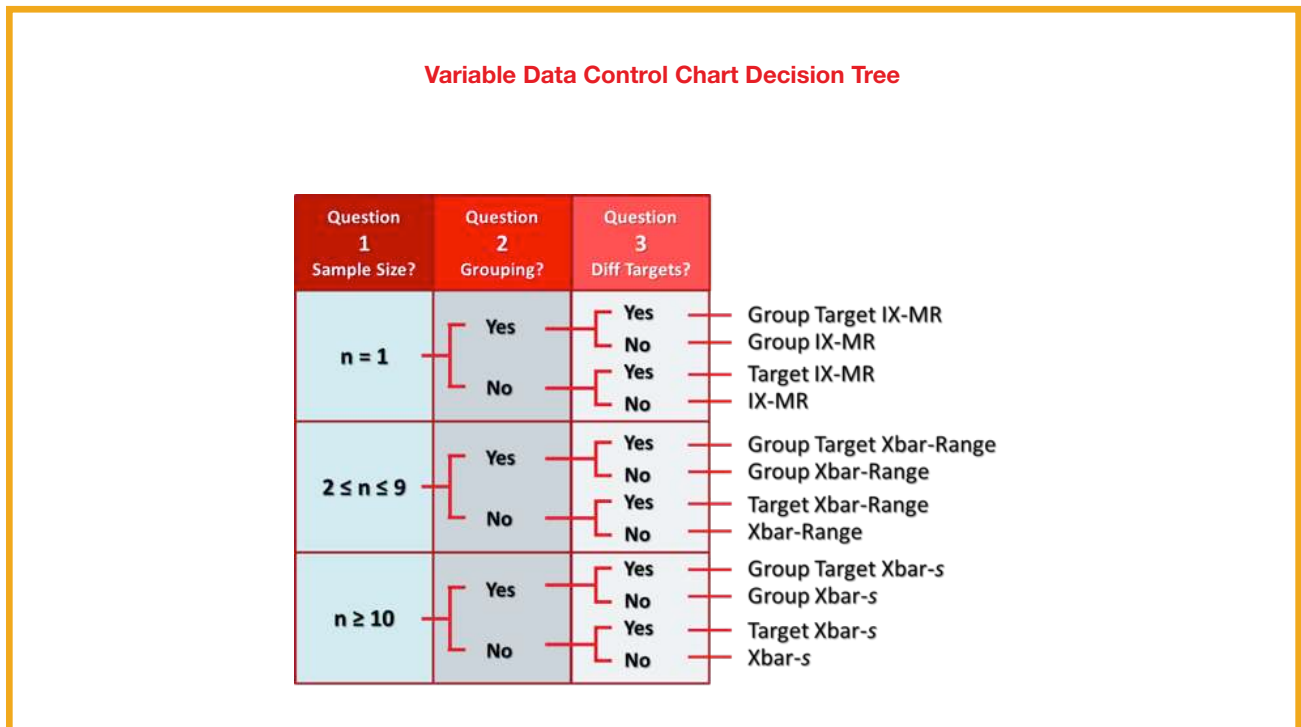 Variable Data Control Chart Decision Tree
Question
1
Sample Size?
Question
2
Grouping?
Question
3
Diff Targets?
n = 1
Yes
Yes
Group Target IX-MR
No
Group IX-MR
No
Yes
Target IX-MR
No
IX-MR
2 ≤ n ≤ 9
Yes
Yes
Group Target Xbar-Range
No
Group Xbar-Range
No
Yes
Target Xbar-Range
No
Xbar-Range
n ≥ 10
Yes
Yes
Group Target Xbar-s
No
Group Xbar-s
No
Yes
Target Xbar-s
No
Xbar-s